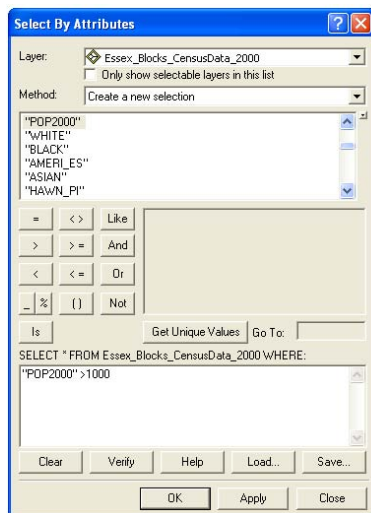 Select By Attributes
Layer: Essex_Blocks_CensusData_2000
Only show selectable layers in this list
Method: Create a new selection
"POP2000"
"WHITE"
"BLACK"
"AMERI_ES"
"ASIAN"
"HAWN_PI"
= < > Like
> > = And
< < = Or
_ % ( ) Not
Is Get Unique Values Go To:
SELECT * FROM Essex_Blocks_CensusData_2000 WHERE:
"POP2000" >1000
Clear Verify Help Load... Save...
OK Apply Close